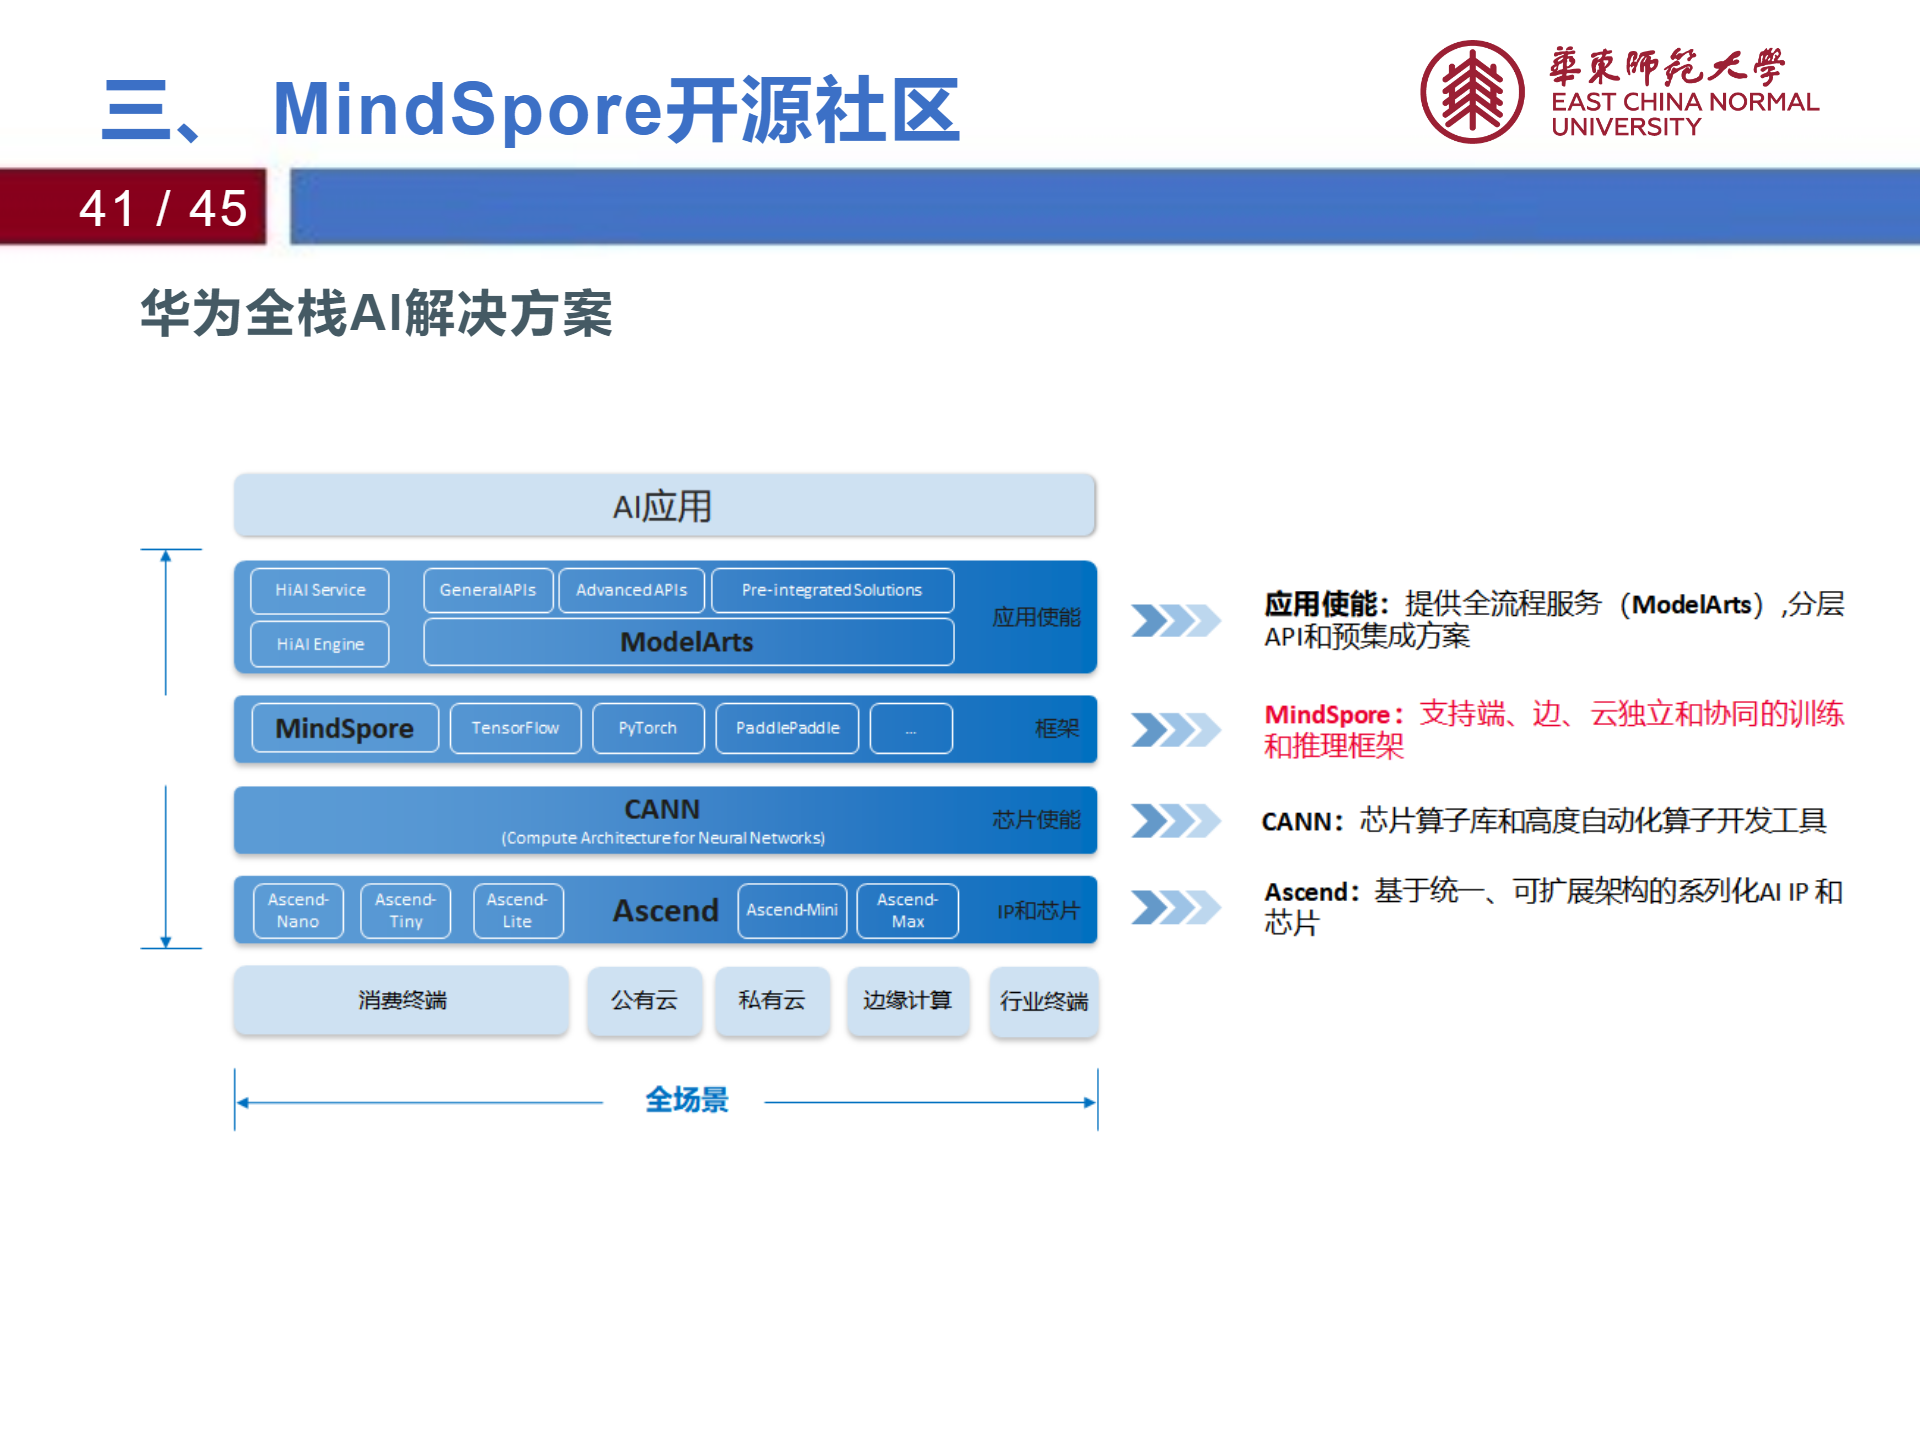 三、 MindSpore开源社区
華東師範大學
EAST CHINA NORMAL
UNIVERSITY
41 / 45
华为全栈AI解决方案
AI应用
HiAI Service
GeneralAPIs
Advanced APIs
Pre-integrated Solutions
HiAI Engine
ModelArts
应用使能
应用使能：提供全流程服务（ModelArts）,分层
API和预集成方案
MindSpore
TensorFlow
PyTorch
PaddlePaddle
...
框架
MindSpore：支持端、边、云独立和协同的训练
和推理框架
CANN
(Compute Architecture for Neural Networks)
芯片使能
CANN：芯片算子库和高度自动化算子开发工具
Ascend-
Nano
Ascend-
Tiny
Ascend-
Lite
Ascend
Ascend-Mini
Ascend-
Max
IP和芯片
Ascend：基于统一、可扩展架构的系列化AI IP 和
芯片
消费终端
公有云
私有云
边缘计算
行业终端
全场景